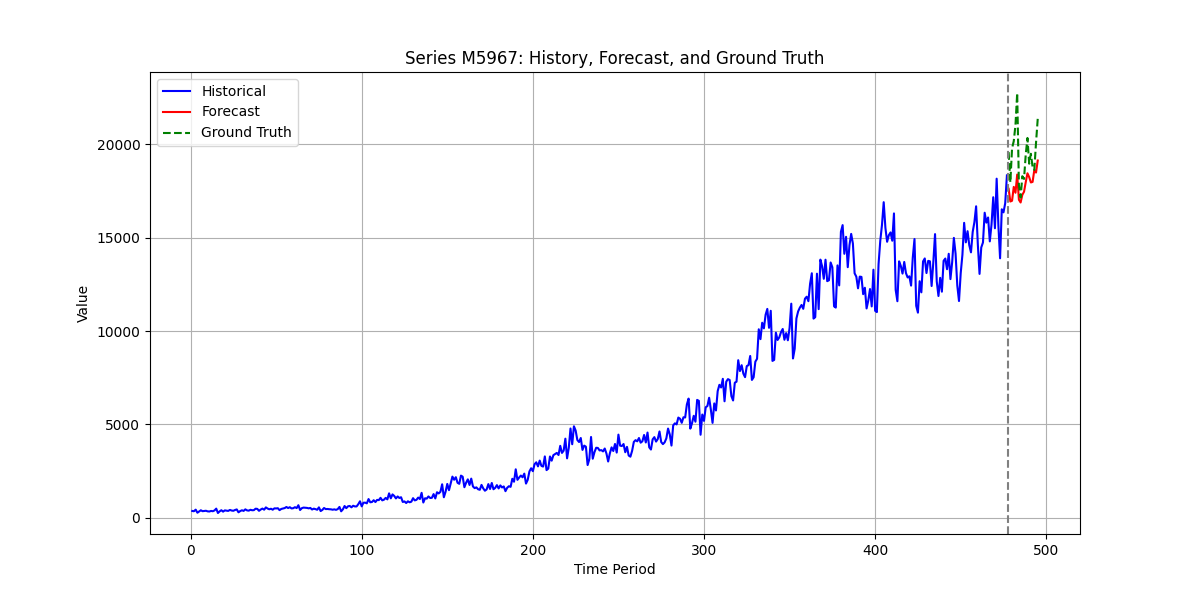 Series M5967: History, Forecast, and Ground Truth
Historical
Forecast
Ground Truth
20000
15000
10000
5000
0
Value
0 100 200 300 400 500
Time Period